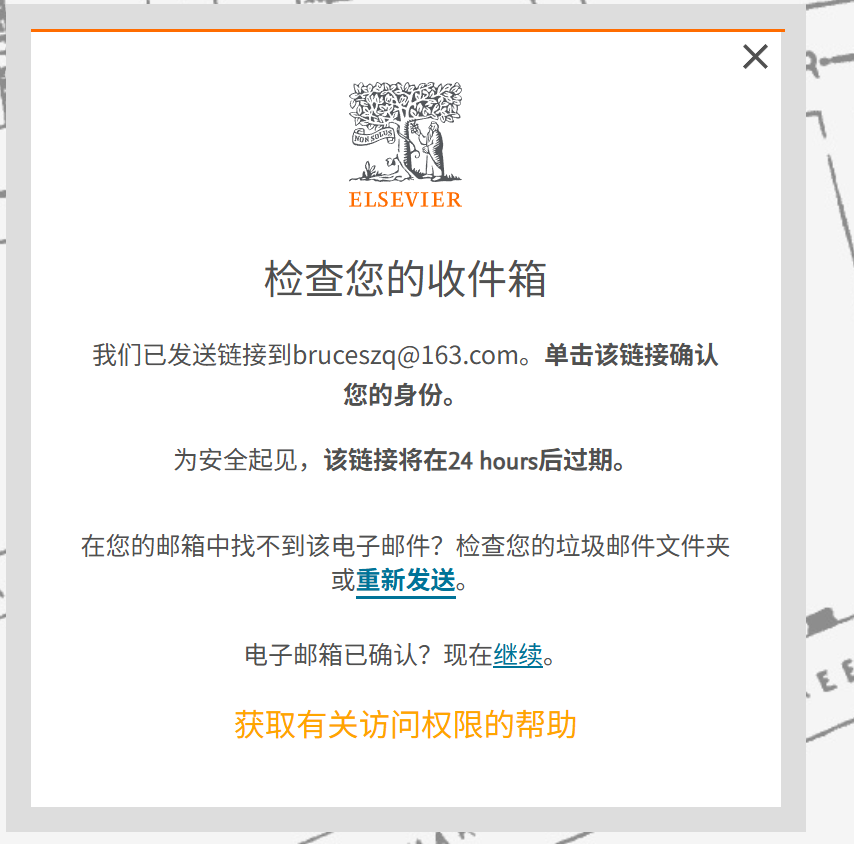 NON SOLUS
ELSEVIER
检查您的收件箱
我们已发送链接到bruceszq@163.com。单击该链接确认
您的身份。
为安全起见，该链接将在24 hours后过期。
在您的邮箱中找不到该电子邮件？检查您的垃圾邮件文件夹
或重新发送。
电子邮箱已确认？现在继续。
获取有关访问权限的帮助